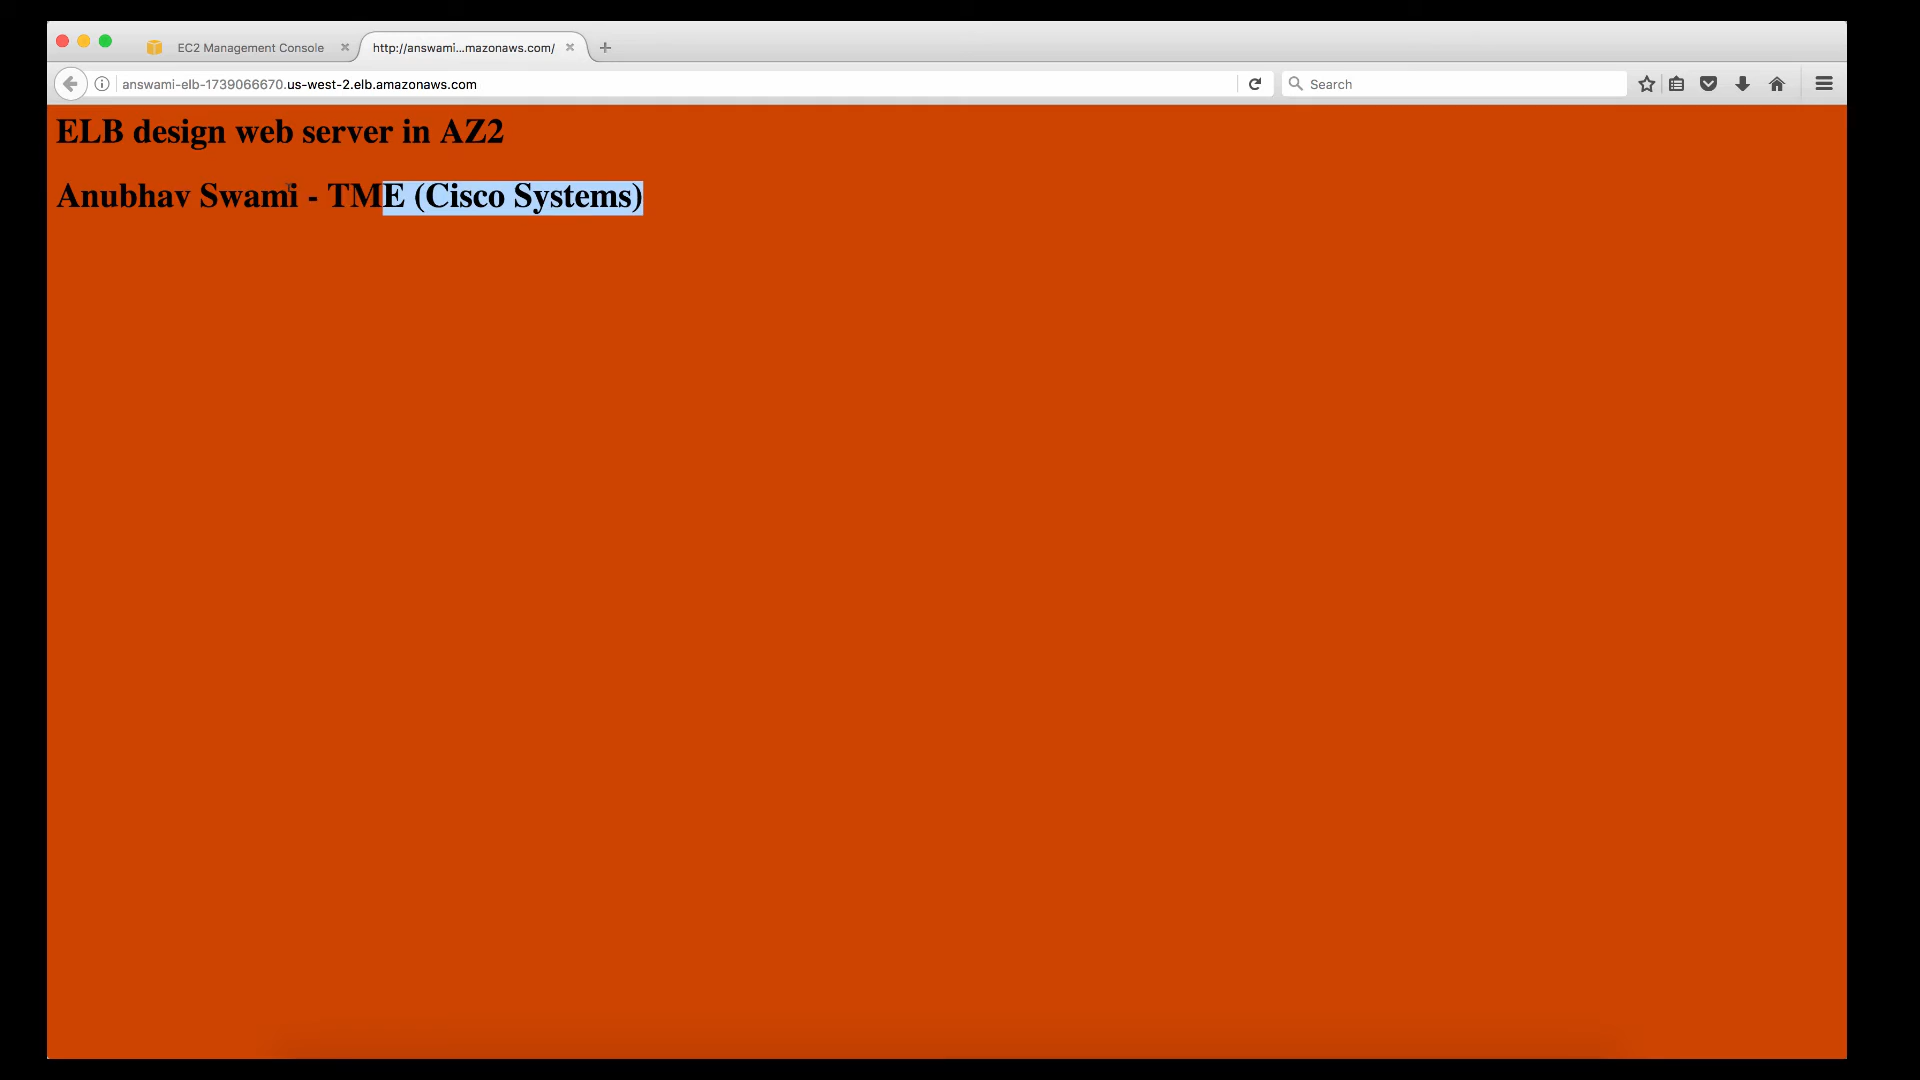 EC2 Management Console
http://answami...mazonaws.com/
answami-elb-1739066670.us-west-2.elb.amazonaws.com
Search
ELB design web server in AZ2
Anubhav Swami - TME (Cisco Systems)